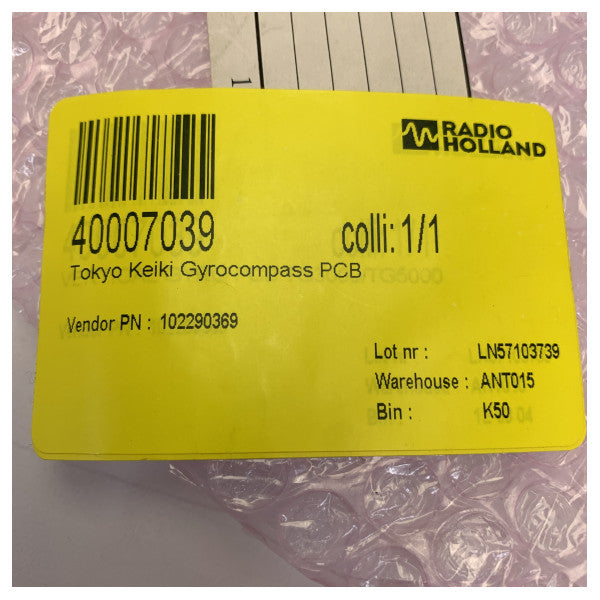 RADIO
HOLLAND
40007039 colli: 1/1
Tokyo Keiki Gyrocompass PCB
Vendor PN : 102290369
Lot nr : LN57103739
Warehouse : ANT015
Bin : K50